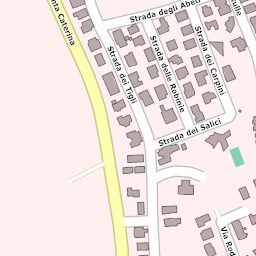 nta Caterina
Strada degli Abeti
Strada dei Tigli
Strada delle Robinie
Strada dei Carpini
Strada dei Salici
Via Rod